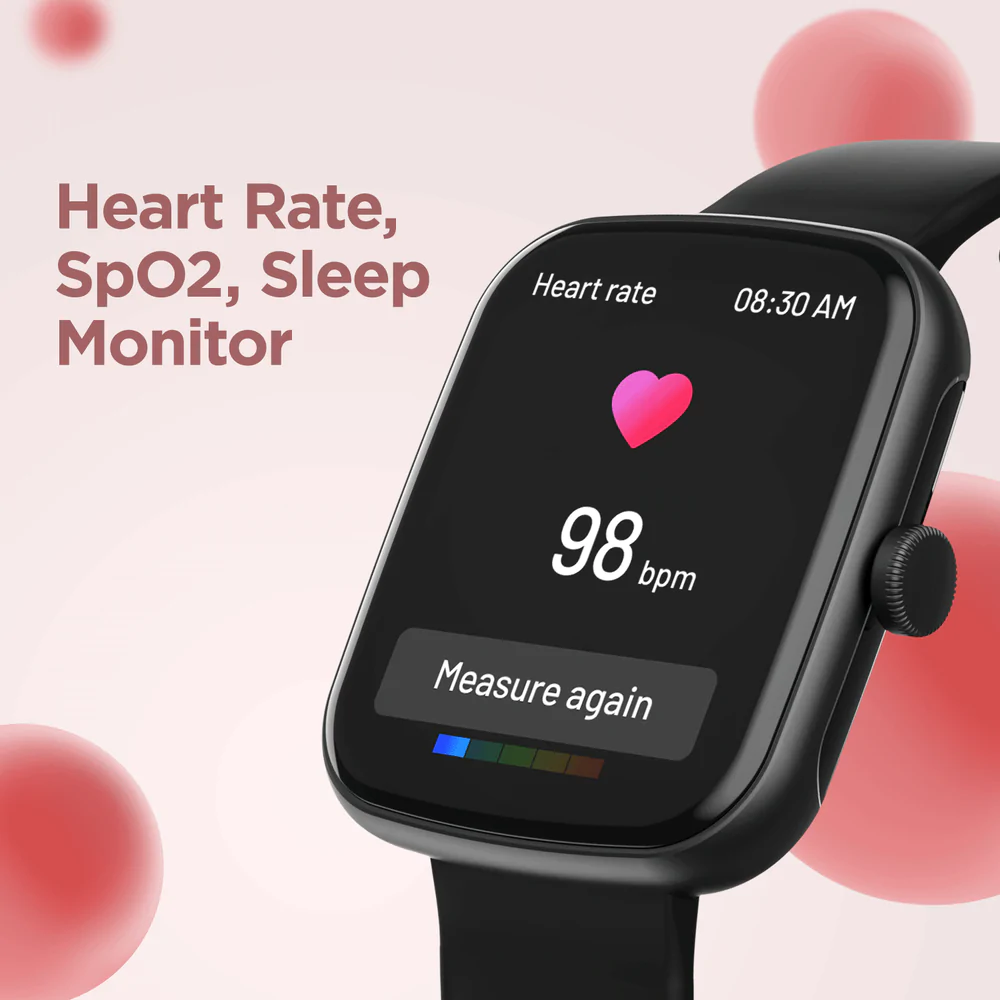 Heart Rate,
SpO2, Sleep
Monitor
Heart rate 08:30 AM
98 bpm
Measure again